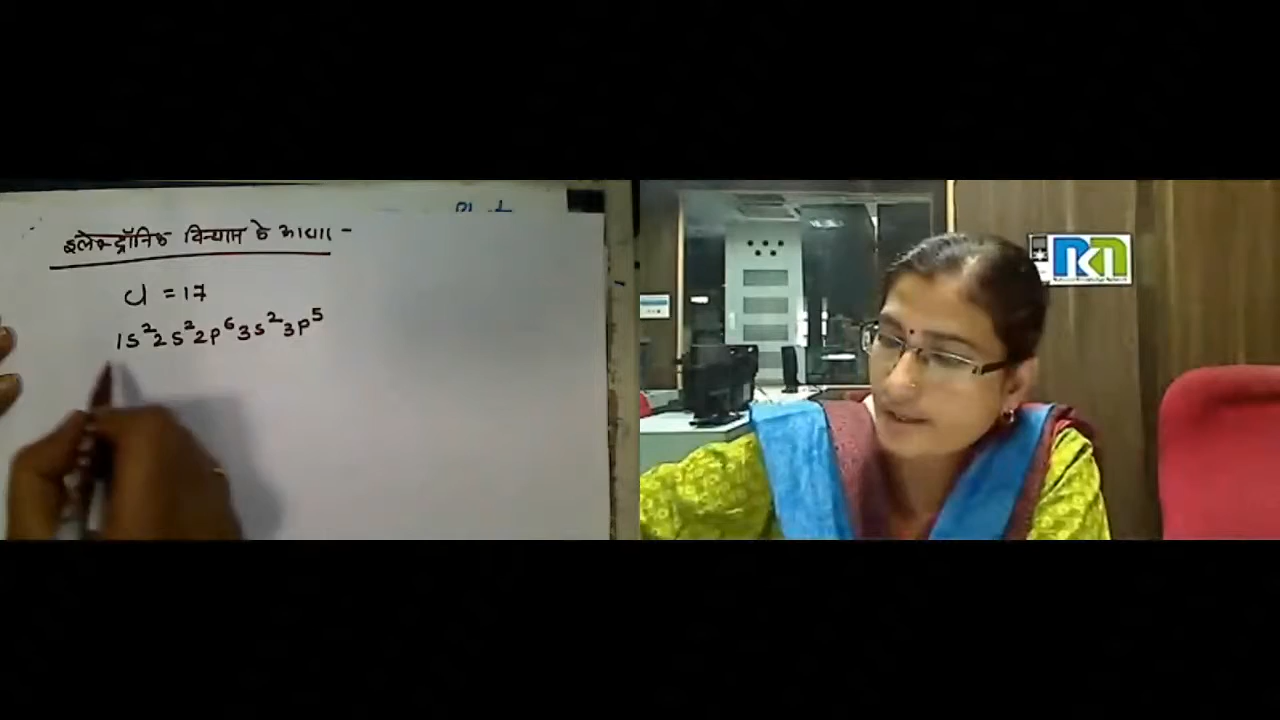 इलेक्ट्रॉनिक विन्यास के आधार -
Cl = 17
1s²2s²2p⁶3s²3p⁵